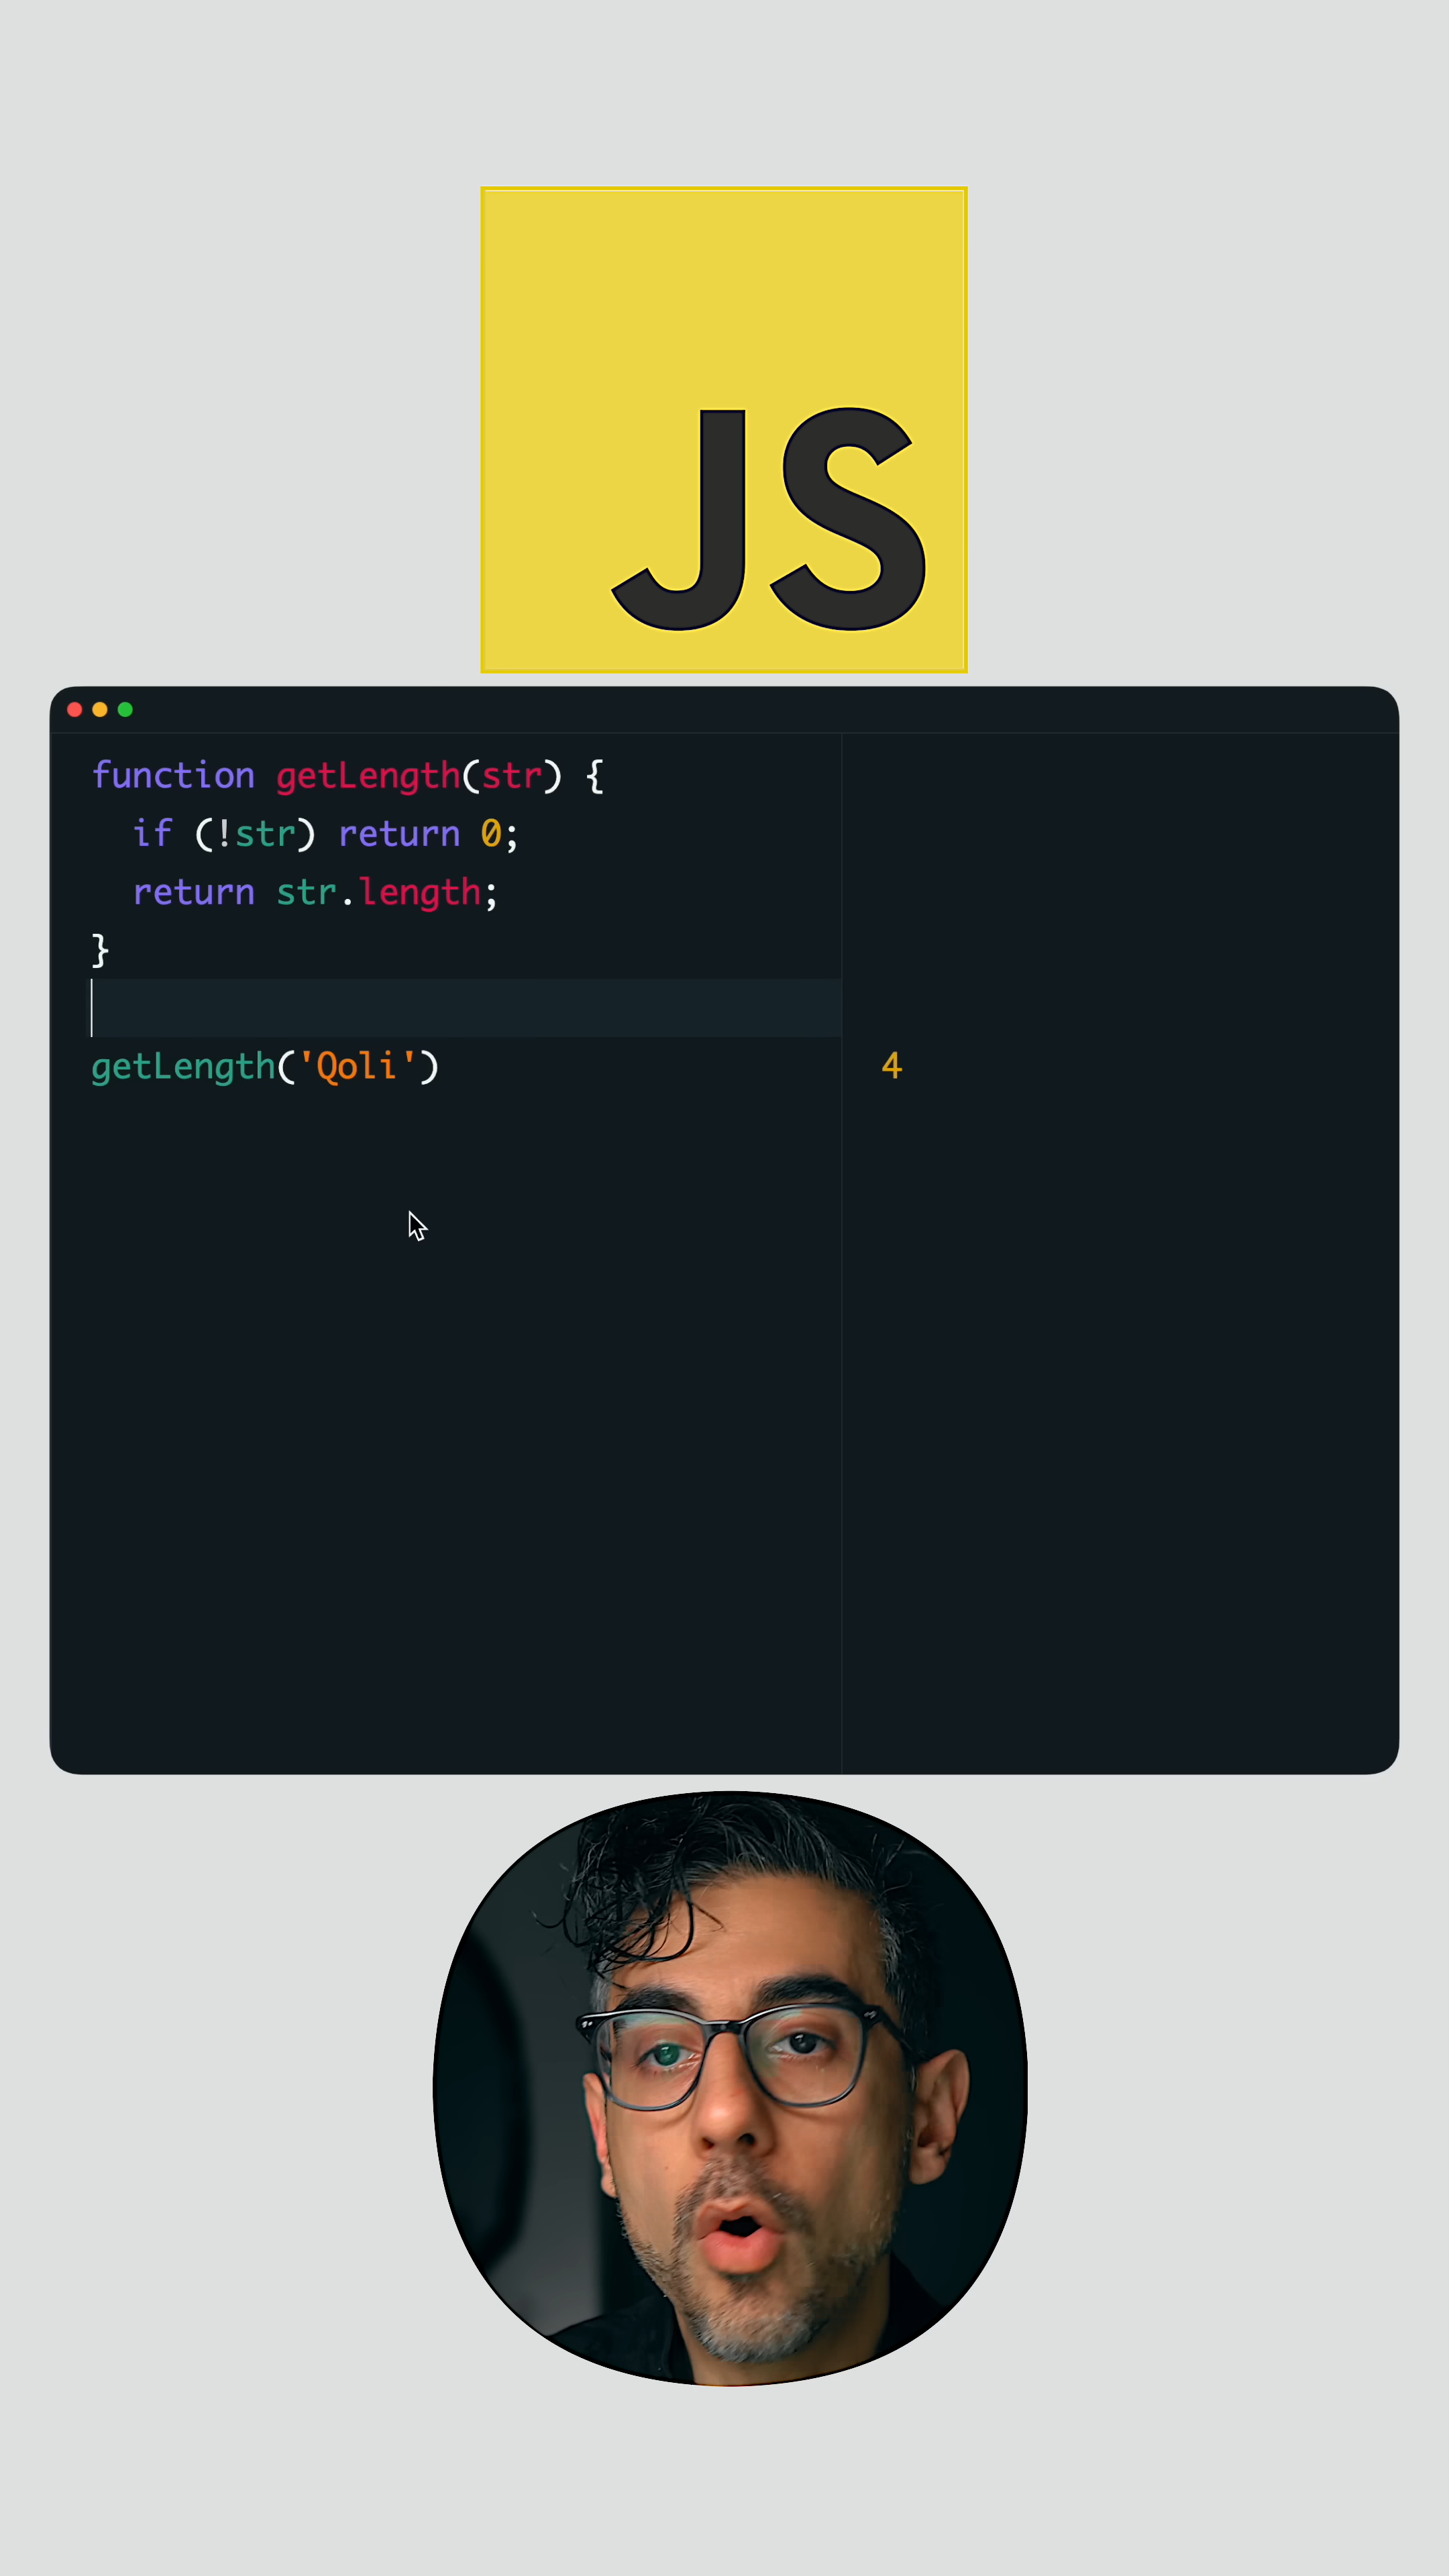 JS
function getLength(str) {
  if (!str) return 0;
  return str.length;
}
getLength('Qoli')
4